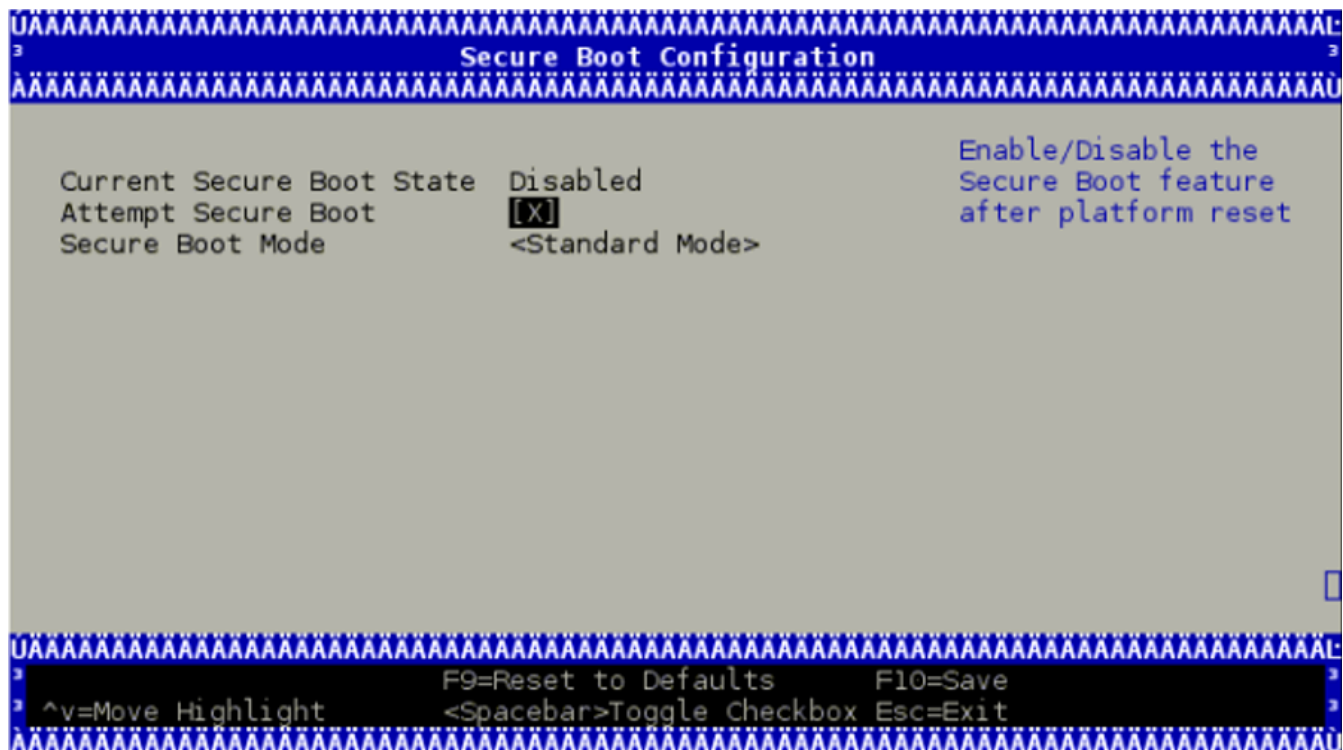 Secure Boot Configuration
Current Secure Boot State Disabled
Attempt Secure Boot [X]
Secure Boot Mode <Standard Mode>
Enable/Disable the
Secure Boot feature
after platform reset
F9=Reset to Defaults F10=Save
^v=Move Highlight <Spacebar>Toggle Checkbox Esc=Exit